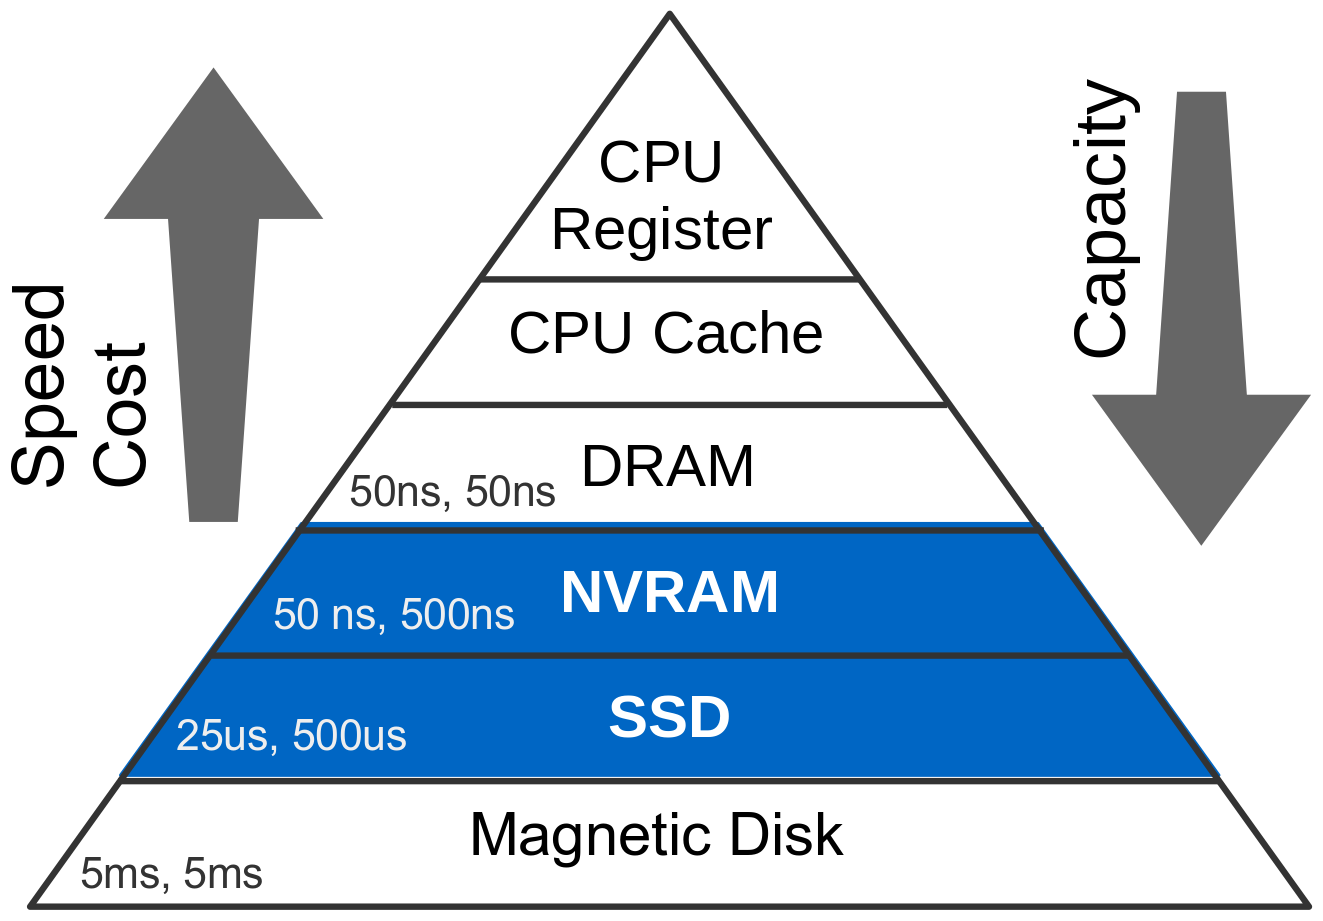 Speed
Cost
Capacity
CPU
Register
CPU Cache
DRAM
50ns, 50ns
NVRAM
50 ns, 500ns
SSD
25us, 500us
Magnetic Disk
5ms, 5ms